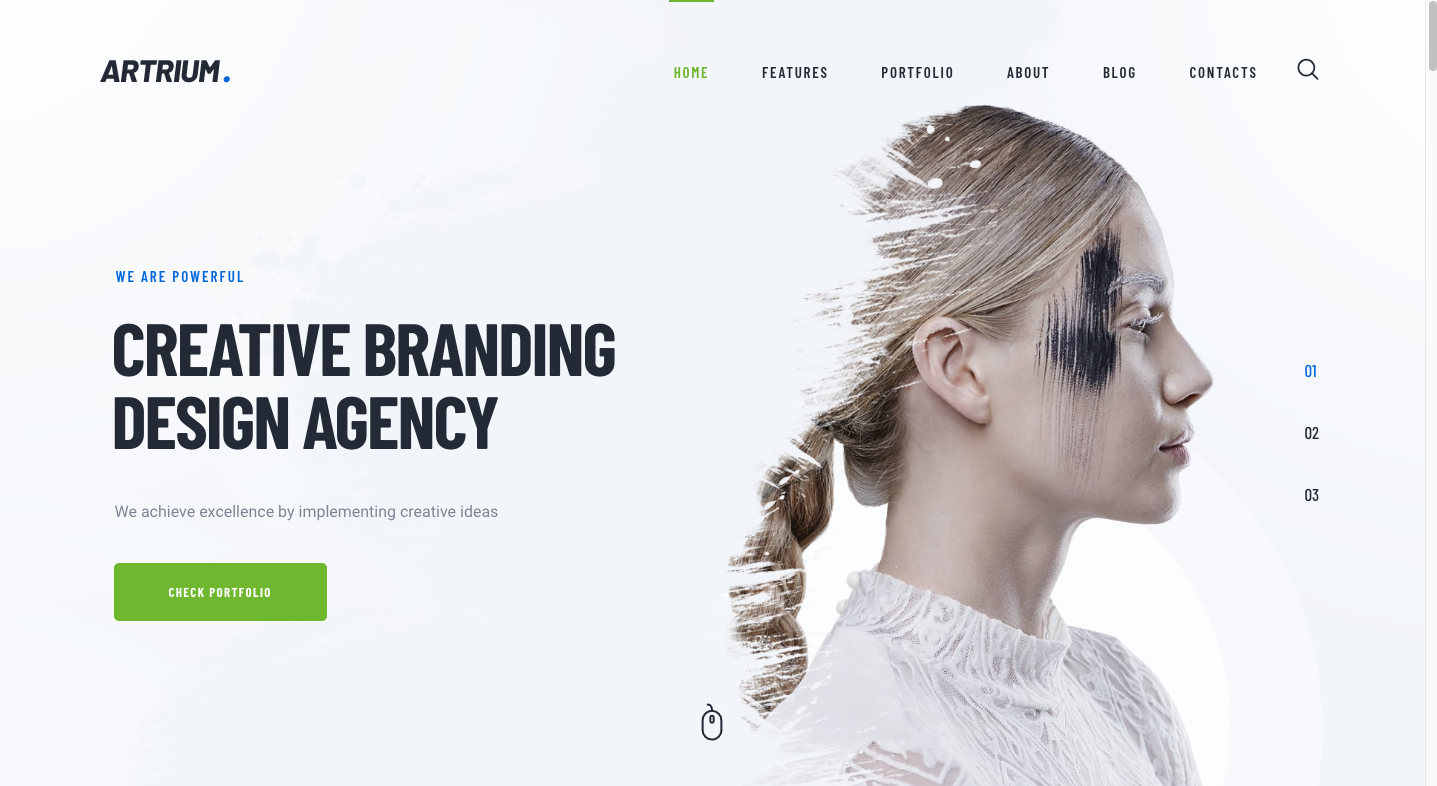 ARTRIUM.
HOME FEATURES PORTFOLIO ABOUT BLOG CONTACTS
WE ARE POWERFUL
CREATIVE BRANDING
DESIGN AGENCY
We achieve excellence by implementing creative ideas
CHECK PORTFOLIO
01
02
03